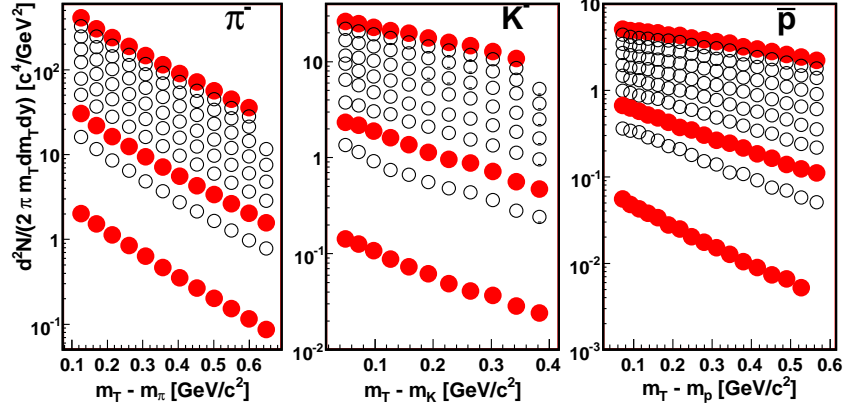 π⁻ K⁻ p̅
d²N/(2 π m_T dm_T dy) [c⁴/GeV²]
10² 10 1 10⁻¹
10 1 10⁻¹ 10⁻²
10 1 10⁻¹ 10⁻² 10⁻³
0.1 0.2 0.3 0.4 0.5 0.6
0.1 0.2 0.3 0.4
0.1 0.2 0.3 0.4 0.5 0.6
m_T - m_π [GeV/c²] m_T - m_K [GeV/c²] m_T - m_p [GeV/c²]